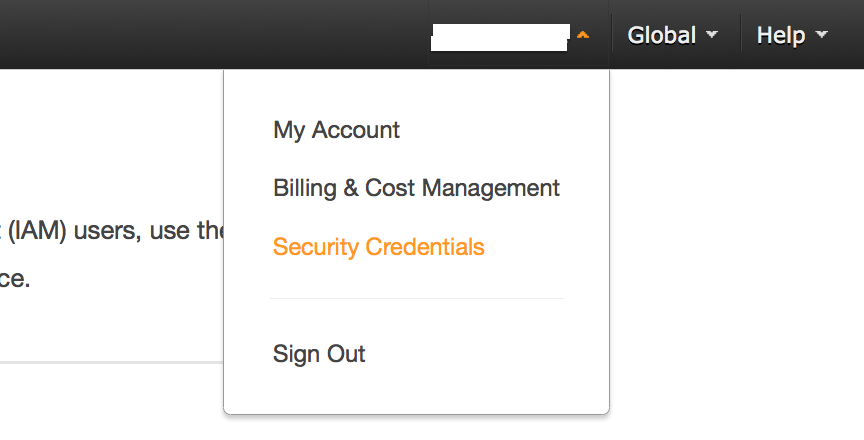 Global
Help
My Account
Billing & Cost Management
(IAM) users, use the
Security Credentials
ce.
Sign Out